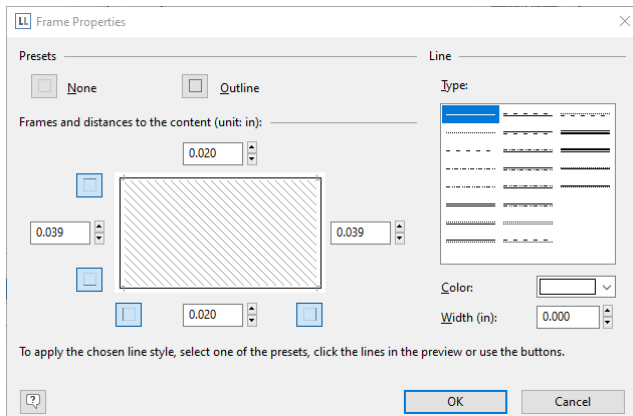 LL Frame Properties
Presets
None
Outline
Frames and distances to the content (unit: in):
0.020
0.039
0.039
0.020
Line
Type:
Color:
Width (in):
0.000
To apply the chosen line style, select one of the presets, click the lines in the preview or use the buttons.
?
OK
Cancel